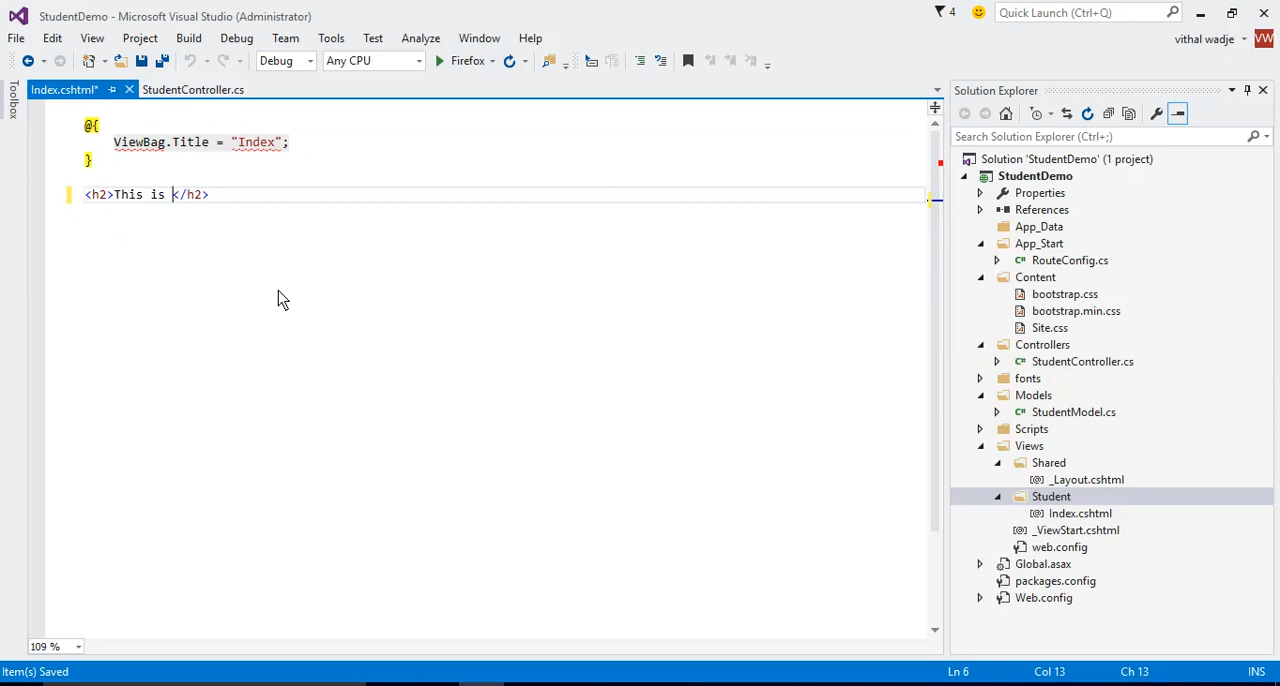 StudentDemo - Microsoft Visual Studio (Administrator)
4
Quick Launch (Ctrl+Q)
File Edit View Project Build Debug Team Tools Test Analyze Window Help
vithal wadje VW
Debug Any CPU Firefox
Toolbox
Index.cshtml* StudentController.cs
@{
ViewBag.Title = "Index";
}
<h2>This is </h2>
109 %
Solution Explorer
Search Solution Explorer (Ctrl+;)
Solution 'StudentDemo' (1 project)
StudentDemo
Properties
References
App_Data
App_Start
C# RouteConfig.cs
Content
bootstrap.css
bootstrap.min.css
Site.css
Controllers
C# StudentController.cs
fonts
Models
C# StudentModel.cs
Scripts
Views
Shared
[@] _Layout.cshtml
Student
[@] Index.cshtml
[@] _ViewStart.cshtml
web.config
Global.asax
packages.config
Web.config
Item(s) Saved Ln 6 Col 13 Ch 13 INS